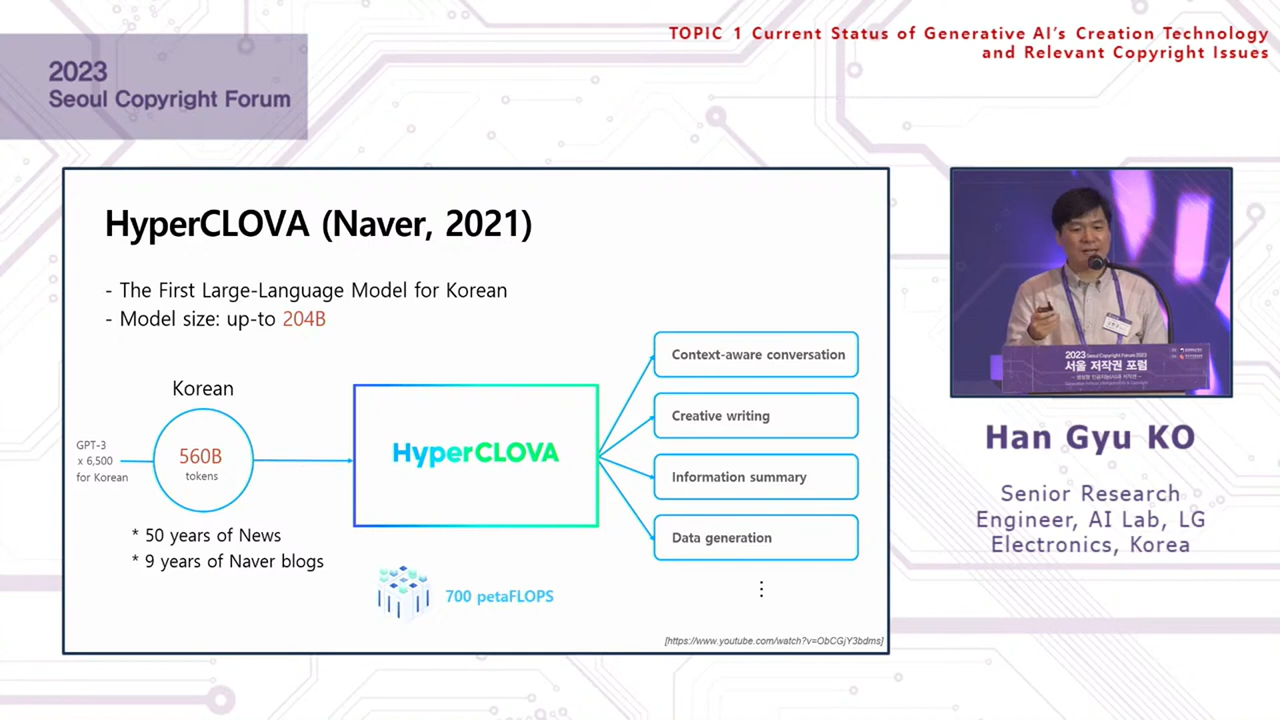 TOPIC 1 Current Status of Generative AI's Creation Technology
and Relevant Copyright Issues
2023
Seoul Copyright Forum
HyperCLOVA (Naver, 2021)
- The First Large-Language Model for Korean
- Model size: up-to 204B
Korean
GPT-3
x 6,500
for Korean
560B
tokens
* 50 years of News
* 9 years of Naver blogs
HyperCLOVA
700 petaFLOPS
Context-aware conversation
Creative writing
Information summary
Data generation
⋮
[https://www.youtube.com/watch?v=ObCGjY3bdms]
2023 Seoul Copyright Forum 2023
서울 저작권 포럼
Han Gyu KO
Senior Research
Engineer, AI Lab, LG
Electronics, Korea